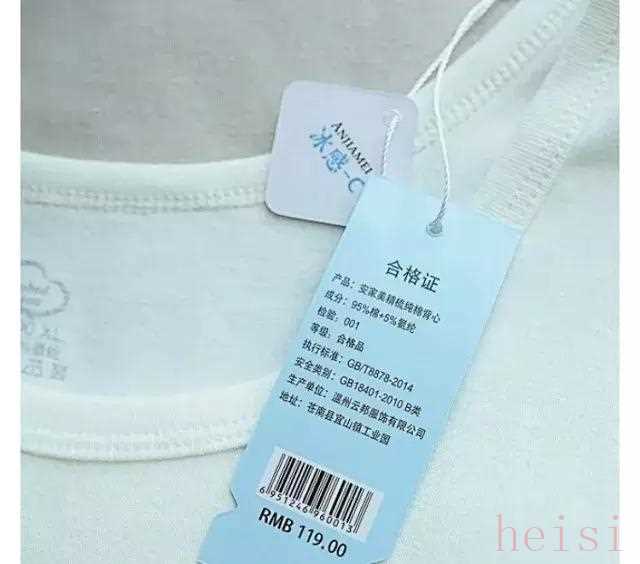 ANJIAMEI
冰感-C
合格证
产品：安家美精梳纯棉背心
成分：95%棉+5%氨纶
检验：001
等级：合格品
执行标准：GB/T8878-2014
安全类别：GB18401-2010 B类
生产单位：温州云邦服饰有限公司
地址：苍南县宜山镇工业园
6951246960013
RMB 119.00
heisi